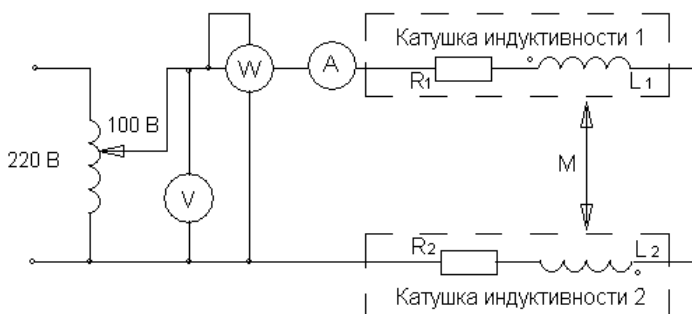 Катушка индуктивности 1
W
A
R1
L1
100 В
220 В
V
M
R2
L2
Катушка индуктивности 2